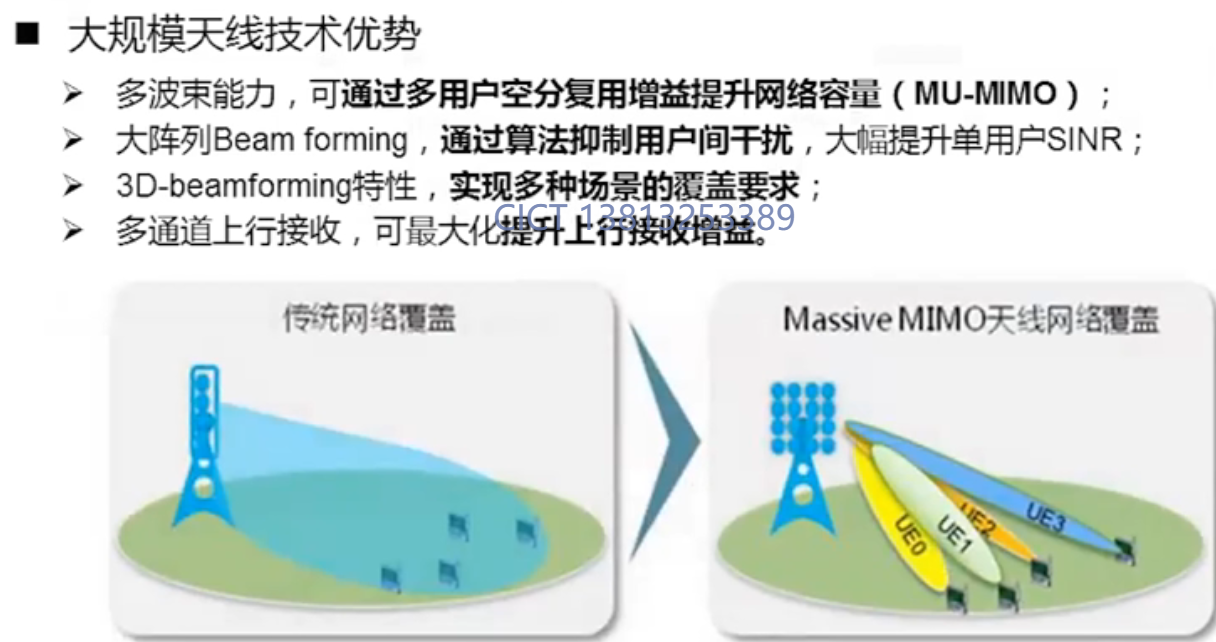 ■ 大规模天线技术优势
➢ 多波束能力，可通过多用户空分复用增益提升网络容量（MU-MIMO）；
➢ 大阵列Beam forming，通过算法抑制用户间干扰，大幅提升单用户SINR；
➢ 3D-beamforming特性，实现多种场景的覆盖要求；
CICT 13813253389
➢ 多通道上行接收，可最大化提升上行接收增益。
传统网络覆盖
Massive MIMO天线网络覆盖
UE0
UE1
UE2
UE3